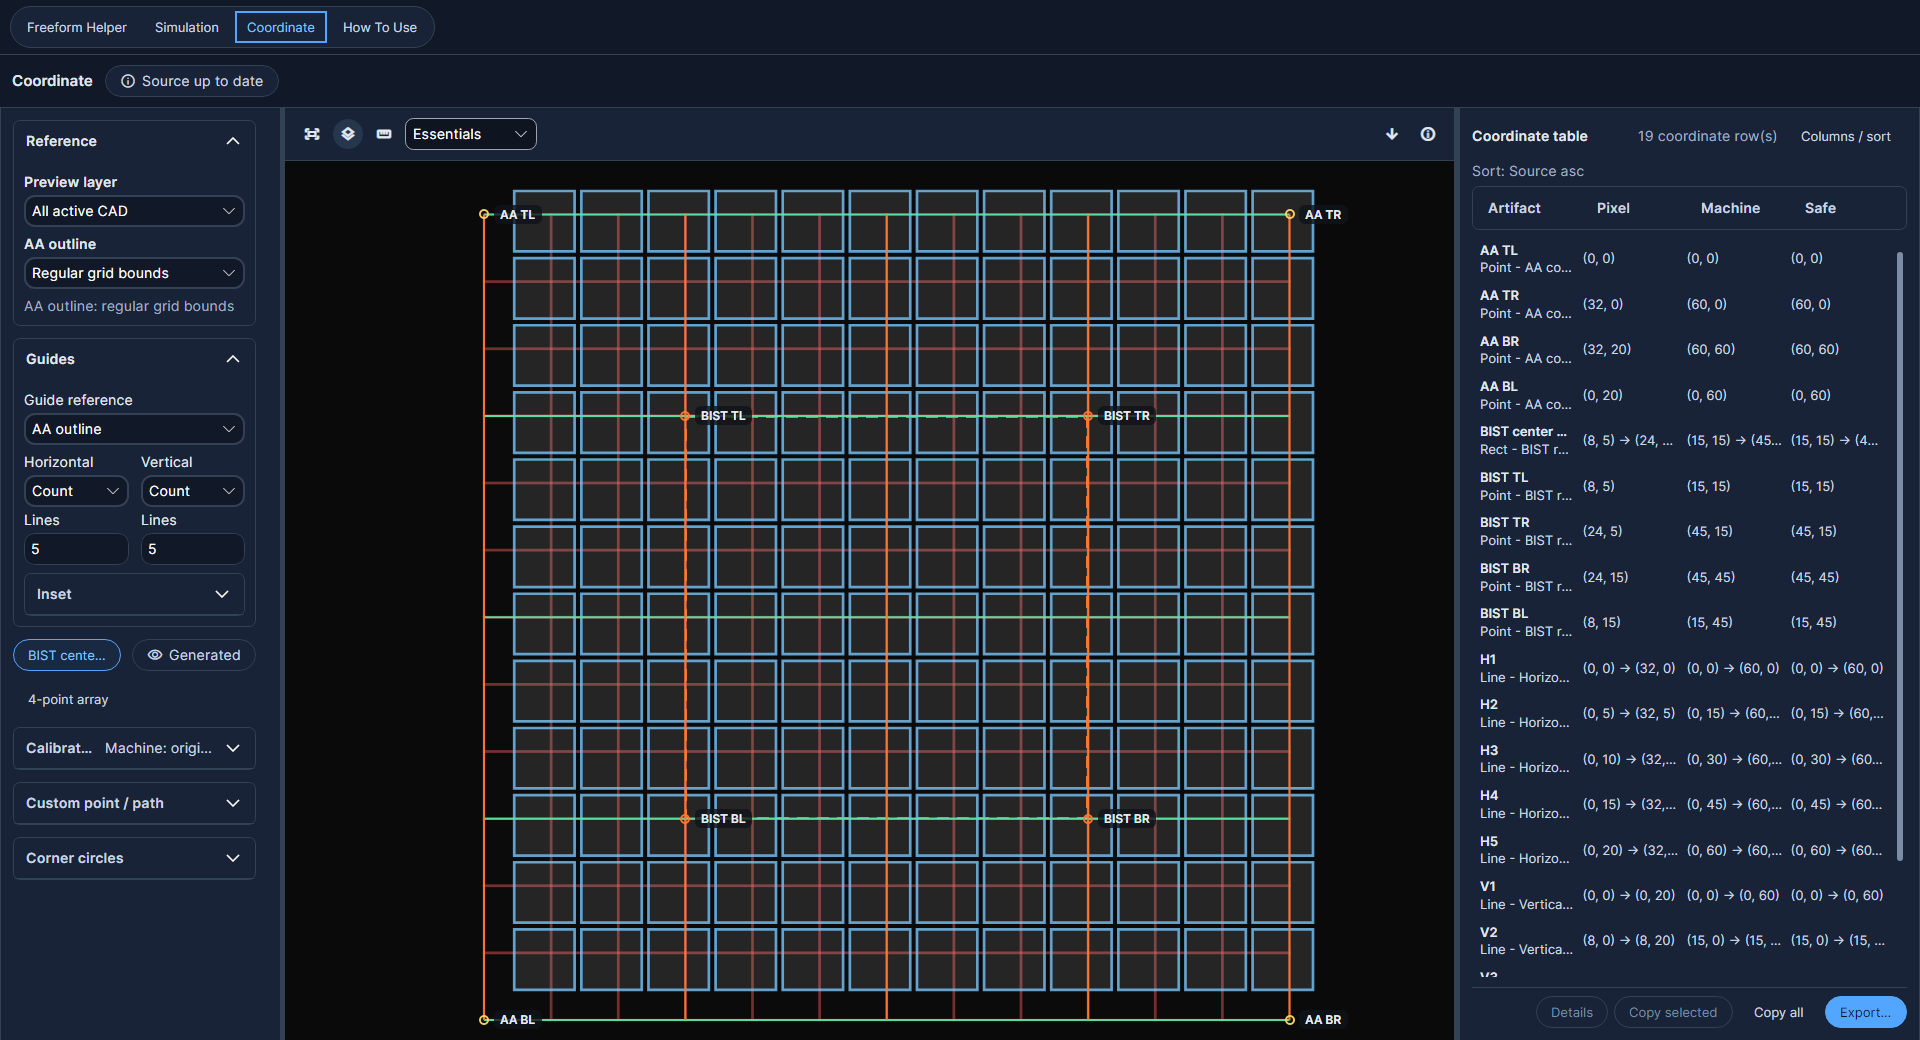 Freeform Helper
Simulation
Coordinate
How To Use
Coordinate
Source up to date
Reference
Preview layer
All active CAD
AA outline
Regular grid bounds
AA outline: regular grid bounds
Guides
Guide reference
AA outline
Horizontal Vertical
Count Count
Lines Lines
5 5
Inset
BIST cente...
Generated
4-point array
Calibrat... Machine: origi...
Custom point / path
Corner circles
Essentials
AA TL
AA TR
BIST TL
BIST TR
BIST BL
BIST BR
AA BL
AA BR
Coordinate table 19 coordinate row(s) Columns / sort
Sort: Source asc
Artifact Pixel Machine Safe
AA TL
Point - AA co... (0, 0) (0, 0) (0, 0)
AA TR
Point - AA co... (32, 0) (60, 0) (60, 0)
AA BR
Point - AA co... (32, 20) (60, 60) (60, 60)
AA BL
Point - AA co... (0, 20) (0, 60) (0, 60)
BIST center ...
Rect - BIST r... (8, 5) → (24, ... (15, 15) → (45... (15, 15) → (4...
BIST TL
Point - BIST r... (8, 5) (15, 15) (15, 15)
BIST TR
Point - BIST r... (24, 5) (45, 15) (45, 15)
BIST BR
Point - BIST r... (24, 15) (45, 45) (45, 45)
BIST BL
Point - BIST r... (8, 15) (15, 45) (15, 45)
H1
Line - Horizo... (0, 0) → (32, 0) (0, 0) → (60, 0) (0, 0) → (60, 0)
H2
Line - Horizo... (0, 5) → (32, 5) (0, 15) → (60,... (0, 15) → (60,...
H3
Line - Horizo... (0, 10) → (32,... (0, 30) → (60,... (0, 30) → (60...
H4
Line - Horizo... (0, 15) → (32,... (0, 45) → (60,... (0, 45) → (60...
H5
Line - Horizo... (0, 20) → (32,... (0, 60) → (60,... (0, 60) → (60...
V1
Line - Vertica... (0, 0) → (0, 20) (0, 0) → (0, 60) (0, 0) → (0, 60)
V2
Line - Vertica... (8, 0) → (8, 20) (15, 0) → (15, ... (15, 0) → (15, ...
V3
Details
Copy selected
Copy all
Export...